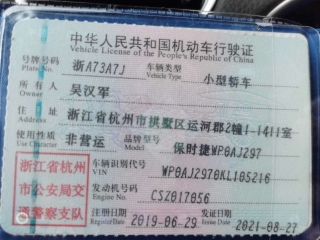 中华人民共和国机动车行驶证
Vehicle License of the People's Republic of China
号牌号码 浙A73A7J 车辆类型 小型轿车
Plate No. Vehicle Type
所有人 吴汉军
Owner
住址 浙江省杭州市拱墅区运河郡2幢1-1411室
Address
使用性质 非营运 品牌型号 保时捷WP0AJ297
Use Character Model
浙江省杭州市公安局交通警察支队
车辆识别代号 WP0AJ2970KL105216
VIN
发动机号码 CSZ017056
Engine No.
注册日期 2019-06-29 发证日期 2021-08-27
Register Date Issue Date